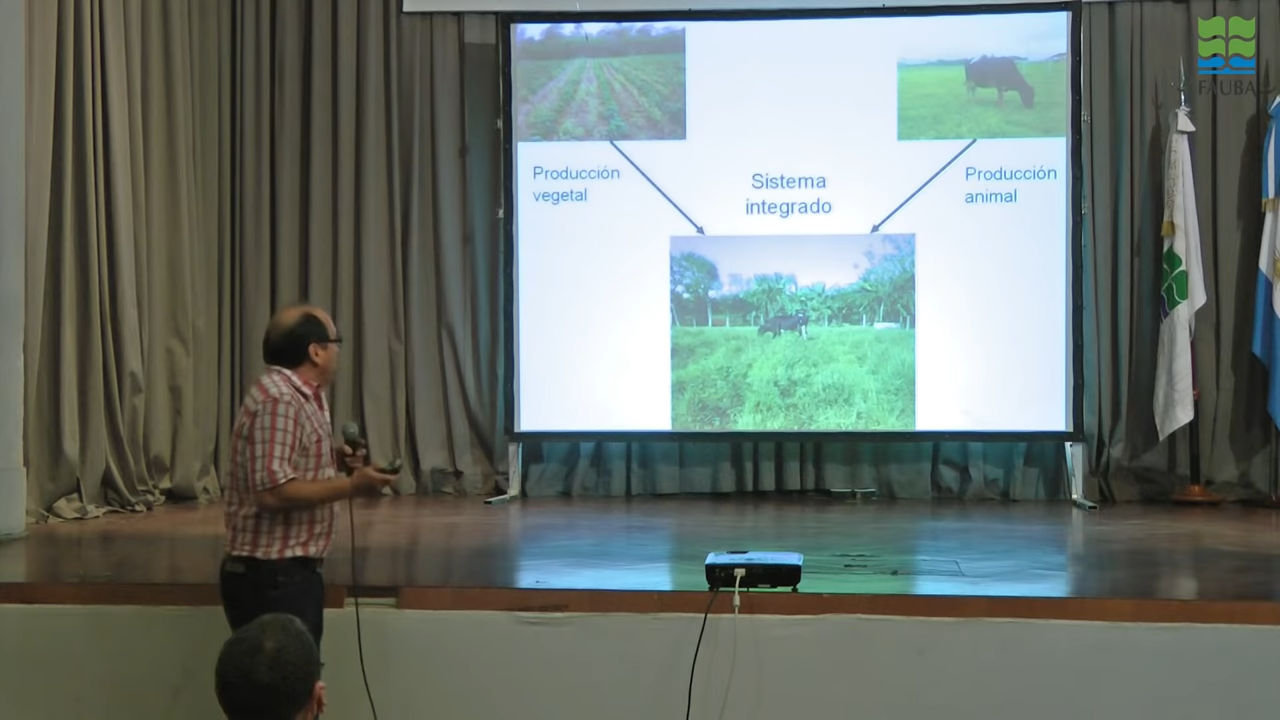 FAUBA
Producción
vegetal
Sistema
integrado
Producción
animal